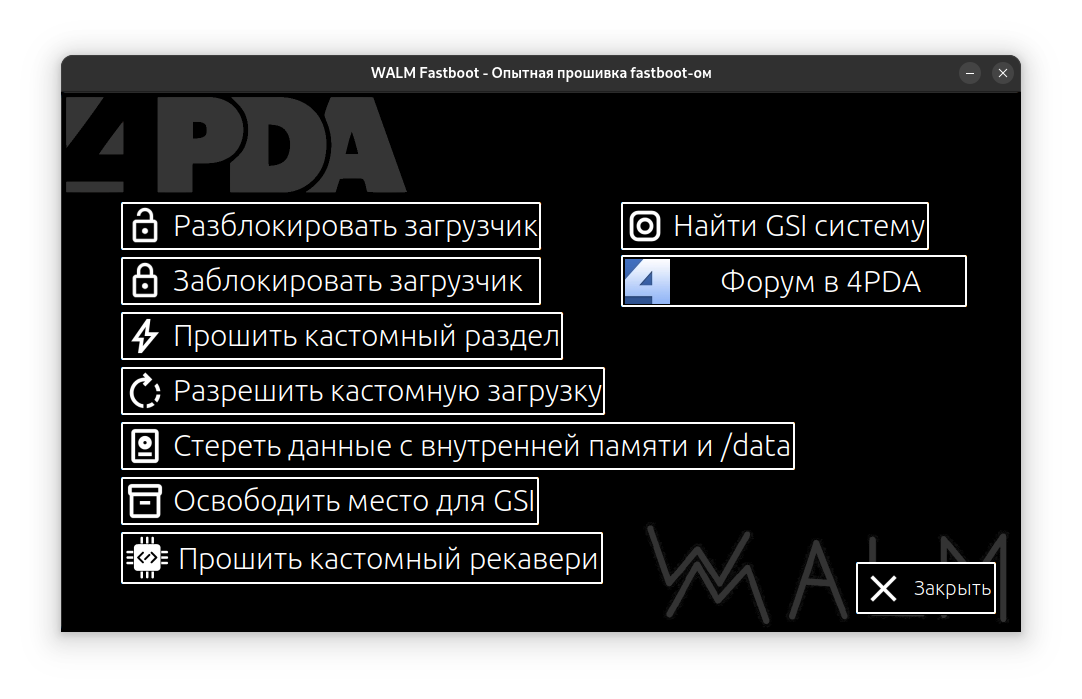 WALM Fastboot - Опытная прошивка fastboot-ом
4PDA
Разблокировать загрузчик
Заблокировать загрузчик
Прошить кастомный раздел
Разрешить кастомную загрузку
Стереть данные с внутренней памяти и /data
Освободить место для GSI
Прошить кастомный рекавери
Найти GSI систему
4 Форум в 4PDA
WALM
Закрыть